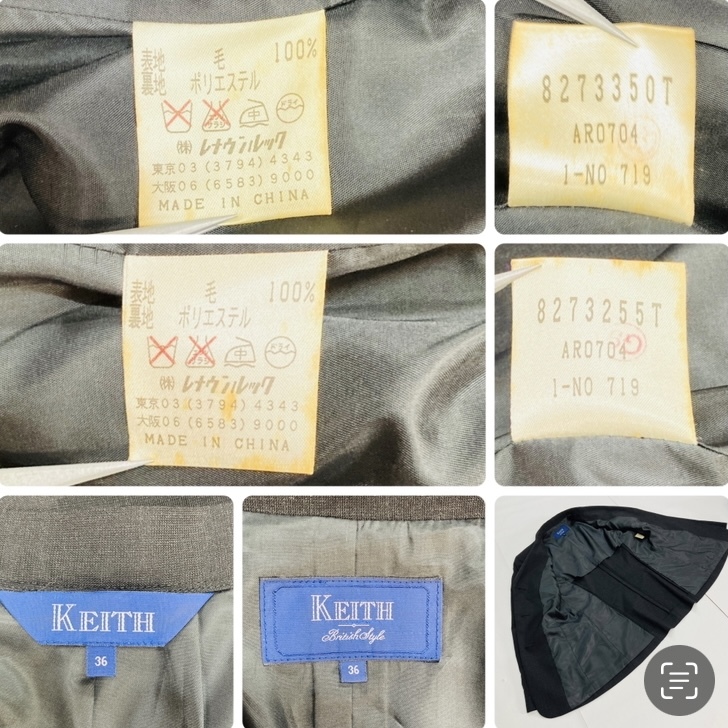 表地 毛 100%
裏地 ポリエステル
中 ドライ
(株) レナウンルック
東京03(3794)4343
大阪06(6583)9000
MADE IN CHINA
8273350T
AR0704
1-NO 719
表地 毛 100%
裏地 ポリエステル
中 ドライ
(株) レナウンルック
東京03(3794)4343
大阪06(6583)9000
MADE IN CHINA
8273255T
AR0704
1-NO 719
KEITH
36
KEITH
British Style
36